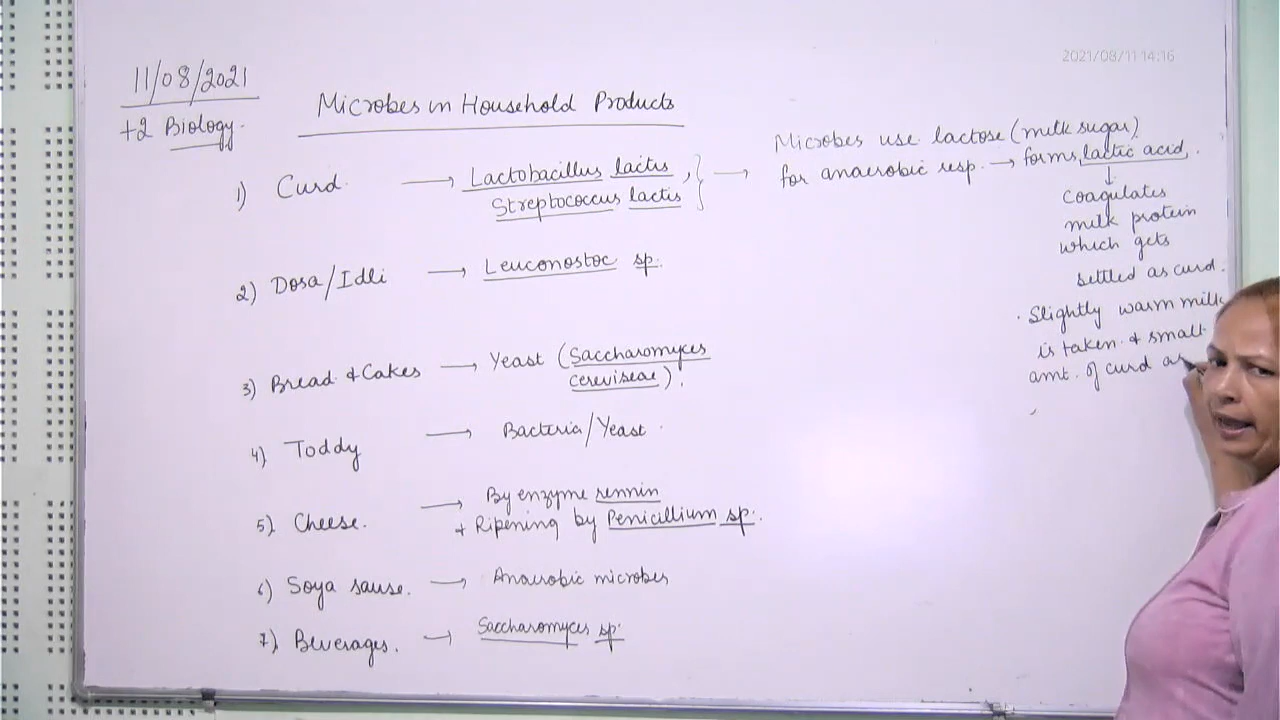 2021/08/11 14:16
11/08/2021
+2 Biology.
Microbes in Household Products
1) Curd. → Lactobacillus lactis,
Streptococcus lactis
} → Microbes use lactose (milk sugar)
for anaerobic resp. → forms lactic acid.
↓
Coagulates
milk protein
which gets
settled as curd.
· Slightly warm milk
is taken + small
amt. of curd as
2) Dosa/Idli → Leuconostoc sp.
3) Bread + Cakes → Yeast (Saccharomyces
cereviseae).
4) Toddy → Bacteria/Yeast.
5) Cheese. → By enzyme rennin
+ Ripening by Penicillium sp.
6) Soya sause. → Anaerobic microbes
7) Beverages. → Saccharomyces sp.